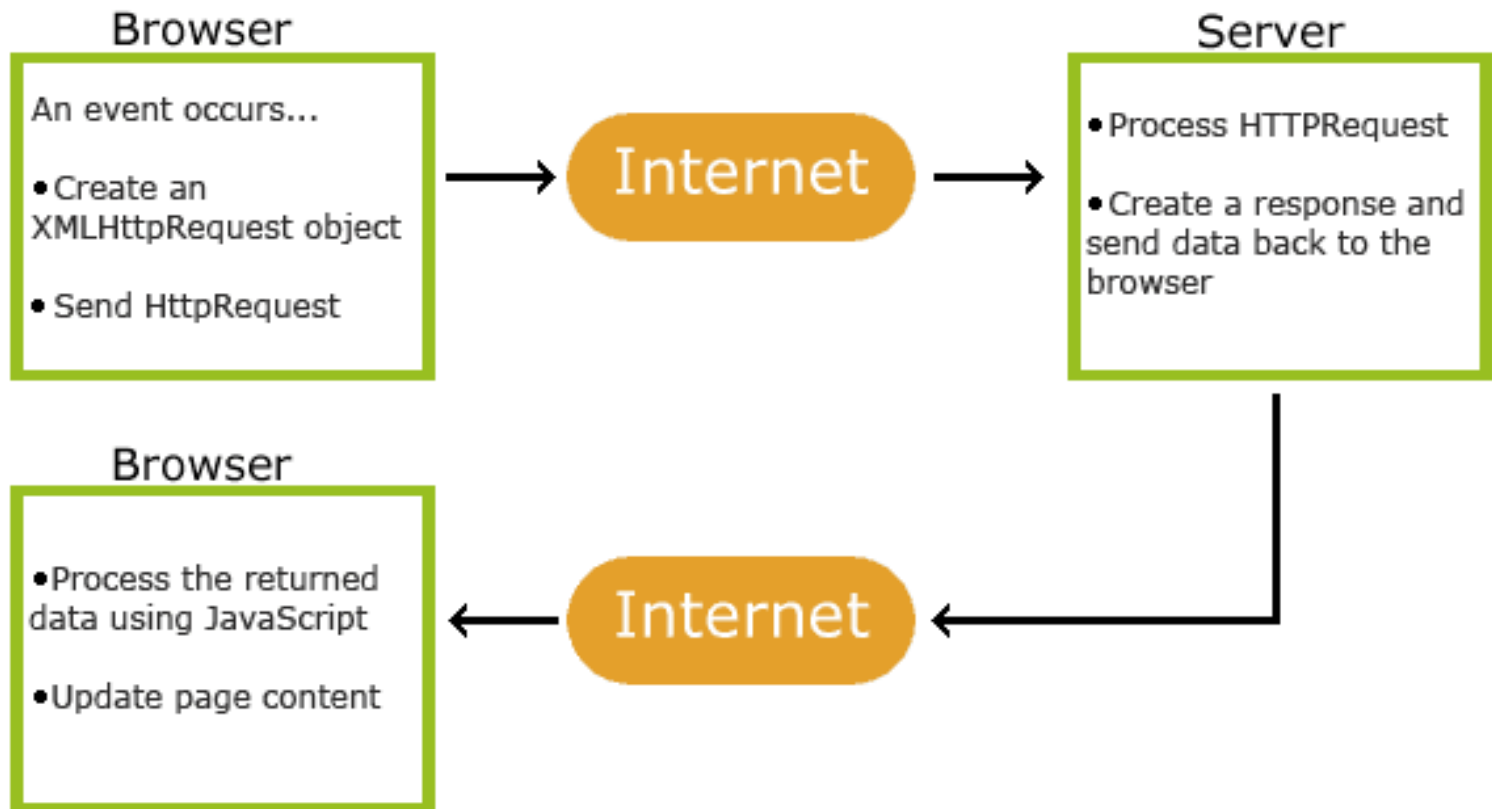 Browser
An event occurs...
•Create an
XMLHttpRequest object
• Send HttpRequest
Internet
Server
•Process HTTPRequest
•Create a response and
send data back to the
browser
Browser
•Process the returned
data using JavaScript
•Update page content
Internet